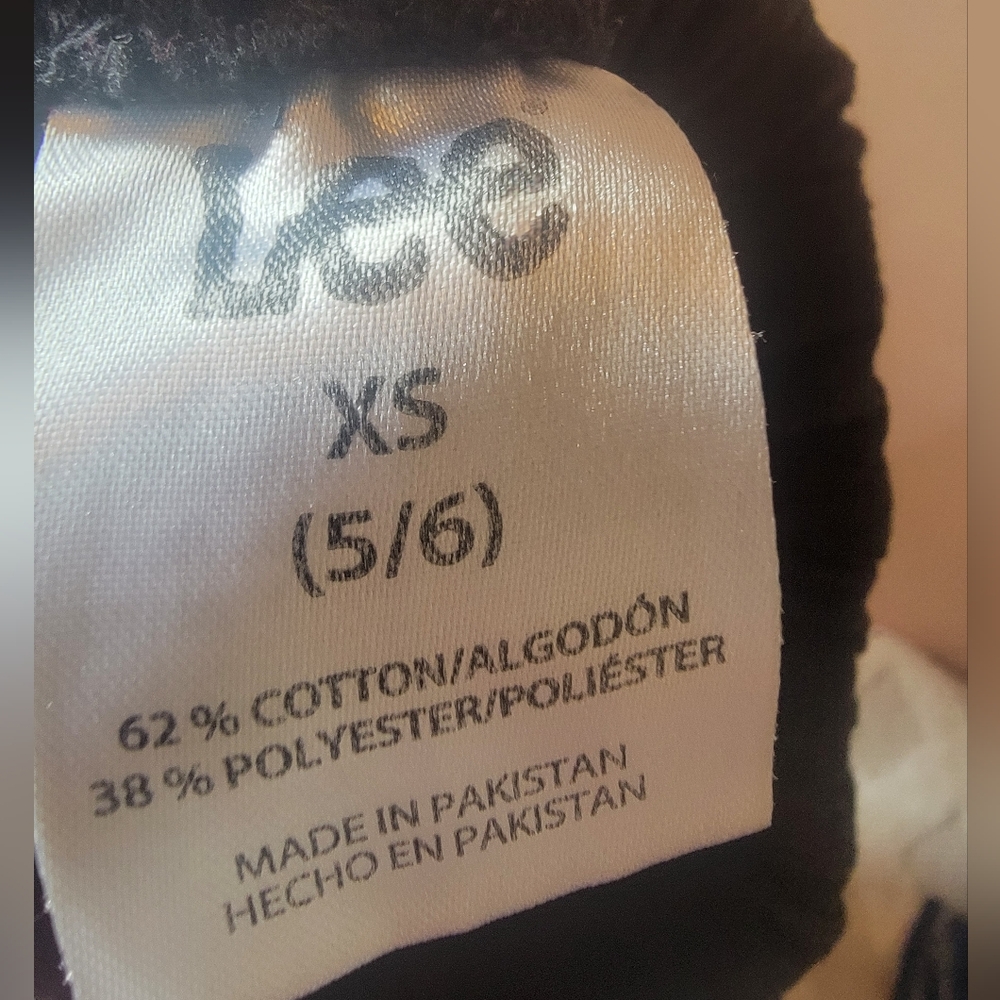 Lee®
XS
(5/6)
62 % COTTON/ALGODÓN
38 % POLYESTER/POLIÉSTER
MADE IN PAKISTAN
HECHO EN PAKISTAN